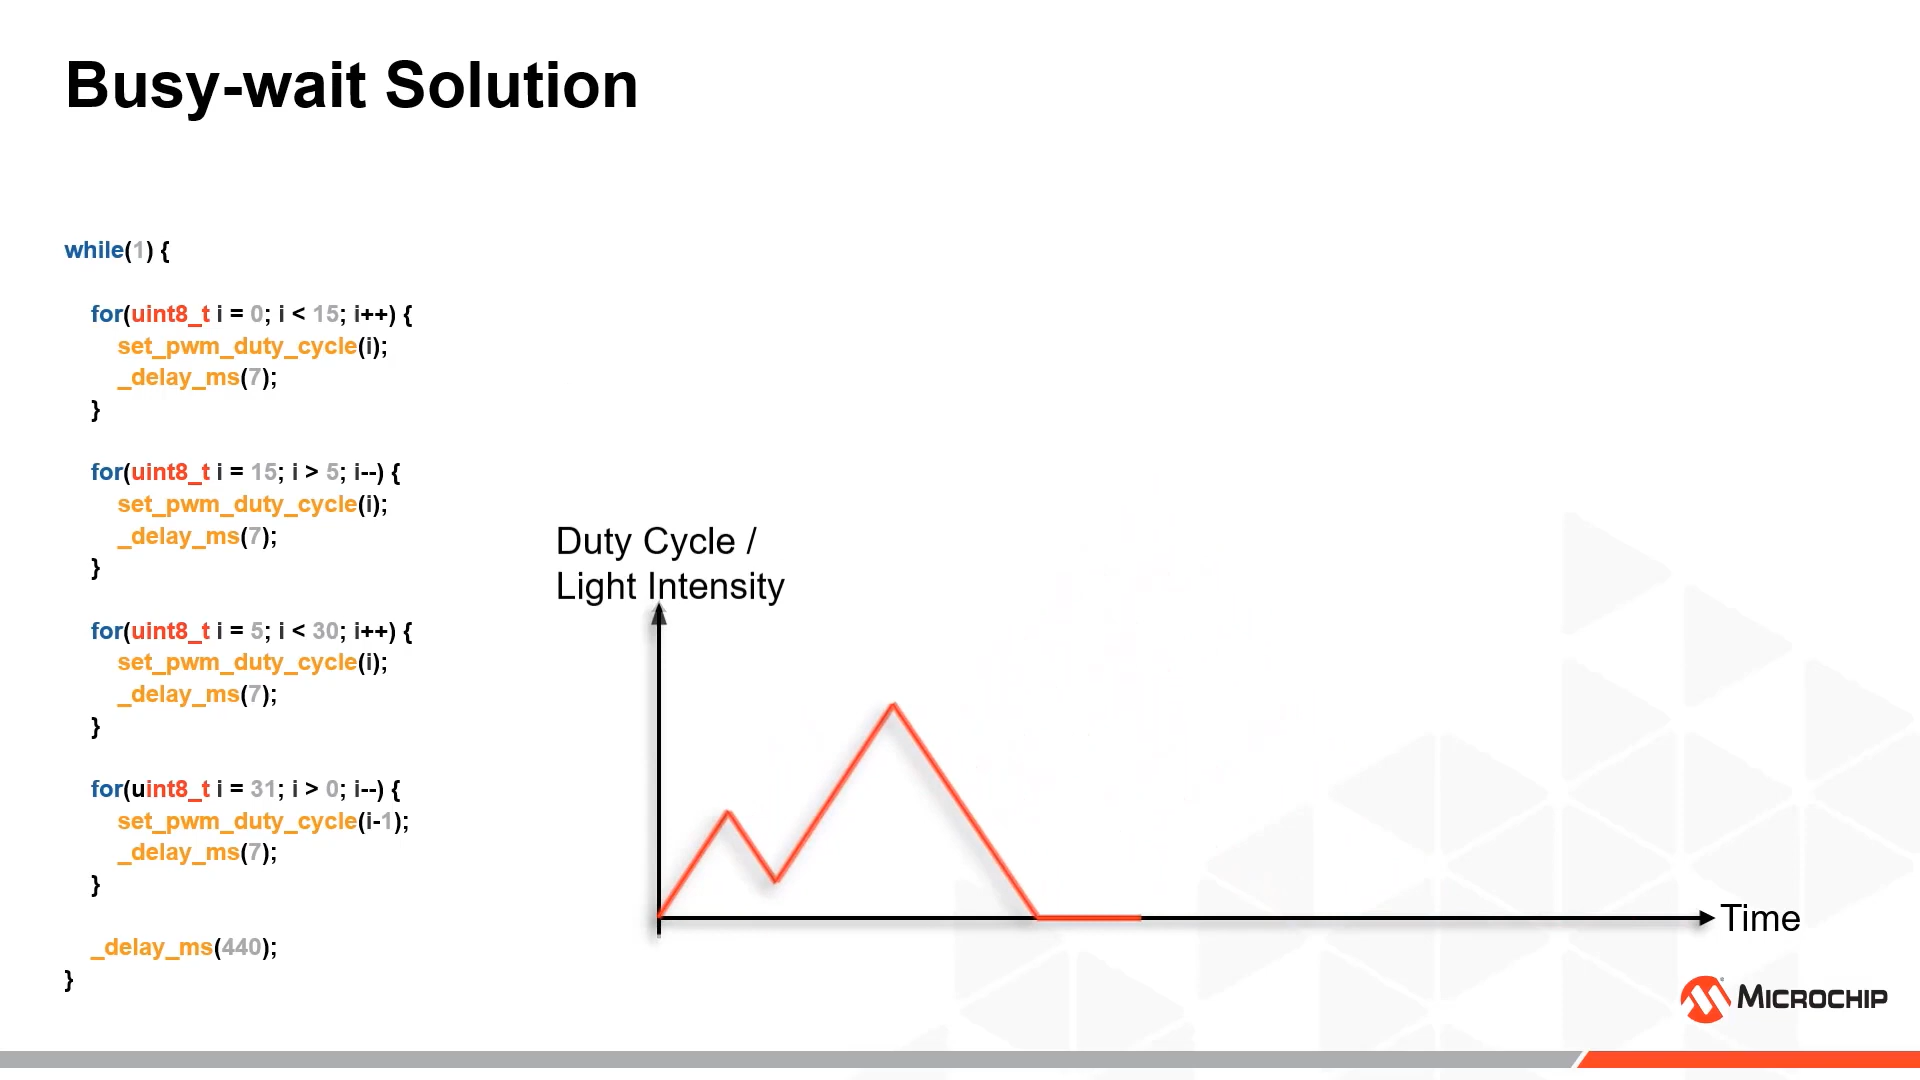 Busy-wait Solution
while(1) {
for(uint8_t i = 0; i < 15; i++) {
set_pwm_duty_cycle(i);
_delay_ms(7);
}
for(uint8_t i = 15; i > 5; i--) {
set_pwm_duty_cycle(i);
_delay_ms(7);
}
for(uint8_t i = 5; i < 30; i++) {
set_pwm_duty_cycle(i);
_delay_ms(7);
}
for(uint8_t i = 31; i > 0; i--) {
set_pwm_duty_cycle(i-1);
_delay_ms(7);
}
_delay_ms(440);
}
Duty Cycle /
Light Intensity
Time
MICROCHIP